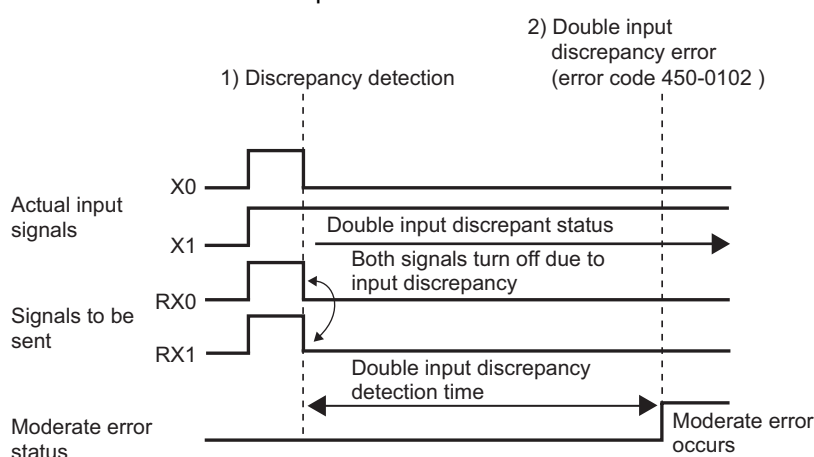 2) Double input
discrepancy error
(error code 450-0102 )
1) Discrepancy detection
X0
Actual input
signals
X1
Double input discrepant status
Both signals turn off due to
input discrepancy
RX0
Signals to be
sent
RX1
Double input discrepancy
detection time
Moderate error
status
Moderate error
occurs